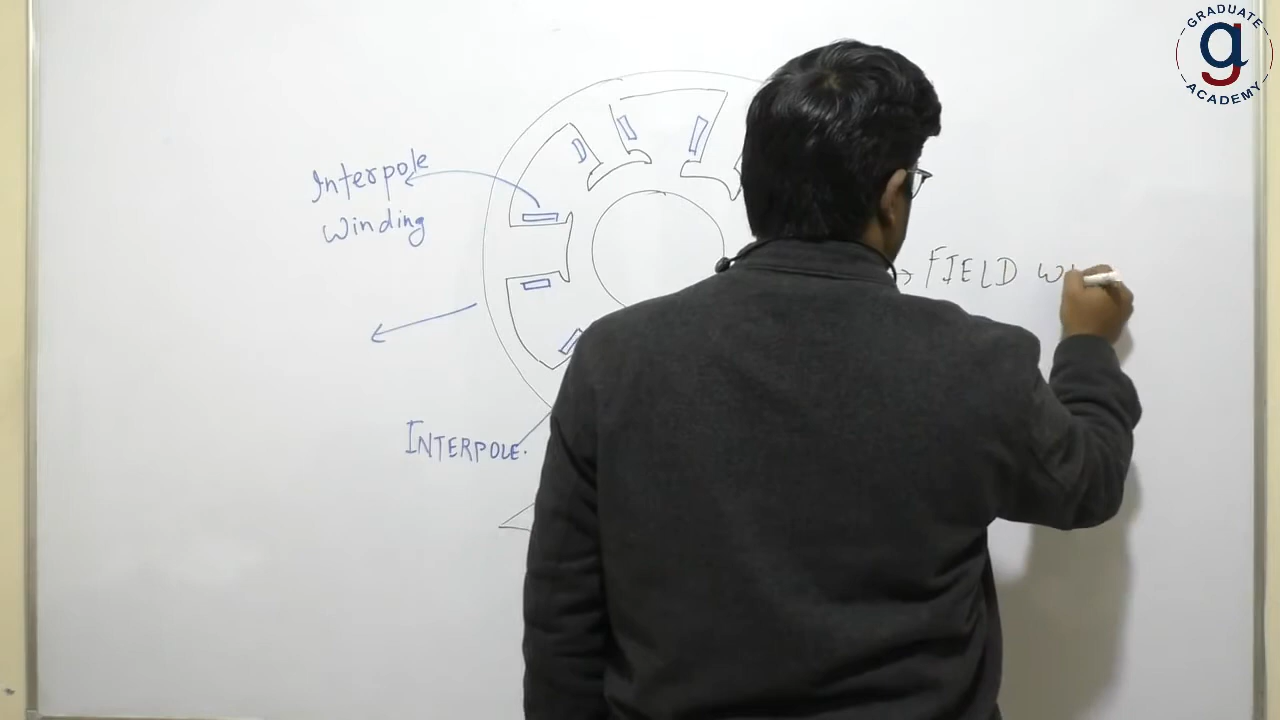 GRADUATE
a
g
ACADEMY
Interpole
winding
FIELD
INTERPOLE.